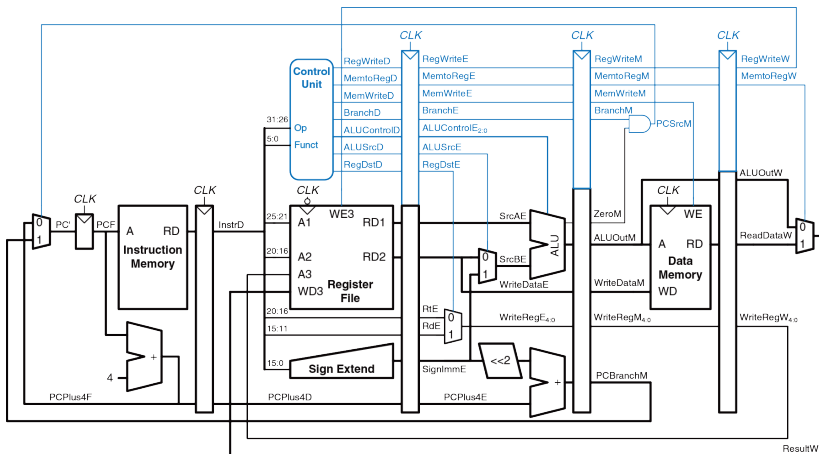 CLK CLK CLK
RegWriteD RegWriteE RegWriteM RegWriteW
Control Unit
MemtoRegD MemtoRegE MemtoRegM MemtoRegW
MemWriteD MemWriteE MemWriteM
BranchD BranchE BranchM
31:26 Op ALUControlD ALUControlE2:0 PCSrcM
5:0 Funct ALUSrcD ALUSrcE
RegDstD RegDstE
CLK CLK CLK CLK
ALUOutW
0 1 PC' PCF A RD InstrD 25:21 A1 WE3 RD1 SrcAE ZeroM WE
Instruction Memory
20:16 A2 RD2 0 1 SrcBE ALU ALUOutM A RD ReadDataW 0 1
A3 Register File WriteDataE WriteDataM Data Memory
WD3 WD
20:16 RtE 0
15:11 RdE 1 WriteRegE4:0 WriteRegM4:0 WriteRegW4:0
+
15:0 Sign Extend SignImmE <<2
4 + PCBranchM
PCPlus4F PCPlus4D PCPlus4E
ResultW